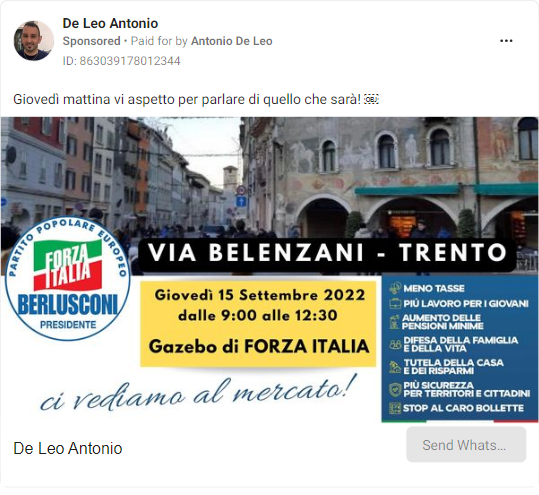 De Leo Antonio
Sponsored • Paid for by Antonio De Leo
ID: 863039178012344
Giovedì mattina vi aspetto per parlare di quello che sarà! ￼
PARTITO POPOLARE EUROPEO
FORZA
ITALIA
BERLUSCONI
PRESIDENTE
VIA BELENZANI - TRENTO
Giovedì 15 Settembre 2022
dalle 9:00 alle 12:30
Gazebo di FORZA ITALIA
ci vediamo al mercato!
MENO TASSE
PIÚ LAVORO PER I GIOVANI
AUMENTO DELLE
PENSIONI MINIME
DIFESA DELLA FAMIGLIA
E DELLA VITA
TUTELA DELLA CASA
E DEI RISPARMI
PIÚ SICUREZZA
PER TERRITORI E CITTADINI
STOP AL CARO BOLLETTE
De Leo Antonio
Send Whats...